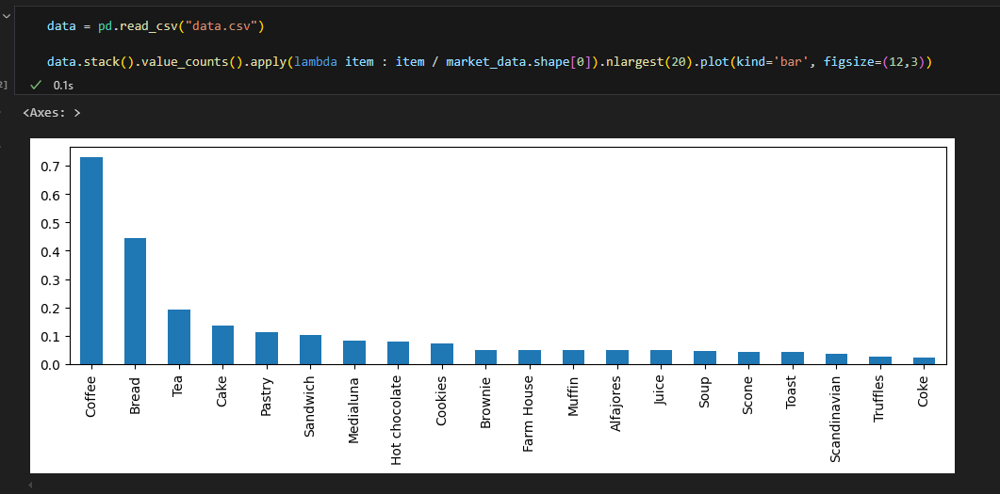 data = pd.read_csv("data.csv")
data.stack().value_counts().apply(lambda item : item / market_data.shape[0]).nlargest(20).plot(kind='bar', figsize=(12,3))
2]
0.1s
<Axes: >
0.7
0.6
0.5
0.4
0.3
0.2
0.1
0.0
Coffee
Bread
Tea
Cake
Pastry
Sandwich
Medialuna
Hot chocolate
Cookies
Brownie
Farm House
Muffin
Alfajores
Juice
Soup
Scone
Toast
Scandinavian
Truffles
Coke